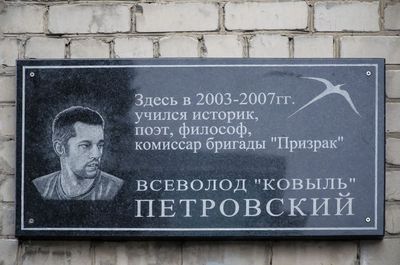 Здесь в 2003-2007гг.
учился историк,
поэт, философ,
комиссар бригады "Призрак"
ВСЕВОЛОД "КОВЫЛЬ"
ПЕТРОВСКИЙ